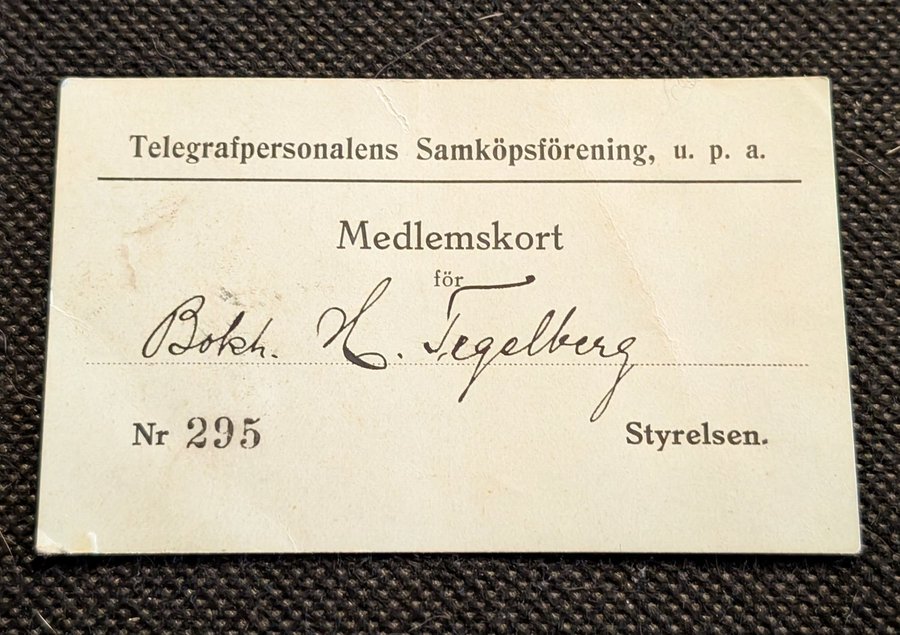 Telegrafpersonalens Samköpsförening, u. p. a.
Medlemskort
för
Bokh. H. Tegelberg
Nr 295 Styrelsen.